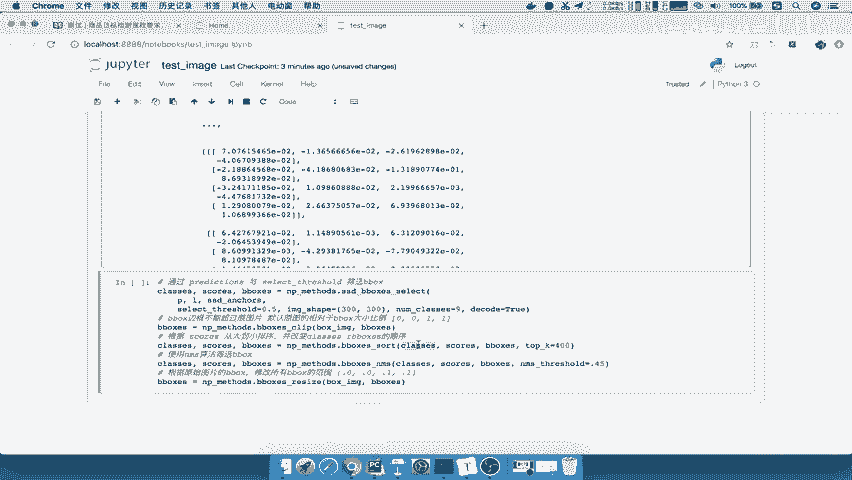 Chrome 文件 修改 视图 历史记录 书签 其他人 电动窗 帮助 100%
Home
test_image
localhost:8888/notebooks/test_image.ipynb
jupyter test_image Last Checkpoint: 3 minutes ago (unsaved changes) Logout
File Edit View Insert Cell Kernel Help Trusted Python 3
Code
...,
[[[ 7.07615465e-02, -1.36566656e-02, -2.61962898e-02,
-4.06709388e-02],
[-2.18864568e-02, -4.18680683e-02, -1.31890774e-01,
8.69318992e-02],
[-3.24171185e-02, 1.09860888e-02, 2.19966657e-03,
-4.47681732e-02],
[ 1.29080079e-02, 2.66375057e-02, 6.93968013e-02,
1.06899366e-02]],
[[ 6.42767921e-02, 1.14890561e-03, 6.31209016e-02,
-2.06453949e-02],
[ 8.60991329e-03, -4.29381765e-02, -7.79049322e-02,
8.10978487e-02],
In [ ]: # 通过 predictions 与 select_threshold 筛选bbox
classes, scores, bboxes = np_methods.ssd_bboxes_select(
p, l, ssd_anchors,
select_threshold=0.5, img_shape=(300, 300), num_classes=9, decode=True)
# bbox边框不能超过原图片 默认原图的相对于bbox大小比例 [0, 0, 1, 1]
bboxes = np_methods.bboxes_clip(box_img, bboxes)
# 根据 scores 从大到小排序，并改变classes rbboxes的顺序
classes, scores, bboxes = np_methods.bboxes_sort(classes, scores, bboxes, top_k=400)
# 使用nms算法筛选bbox
classes, scores, bboxes = np_methods.bboxes_nms(classes, scores, bboxes, nms_threshold=.45)
# 根据原始图片的bbox，修改所有bbox的范围 [.0, .0, .1, .1]
bboxes = np_methods.bboxes_resize(box_img, bboxes)